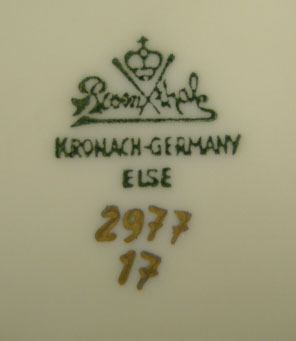 Rosenthal
KRONACH-GERMANY
ELSE
2977
17